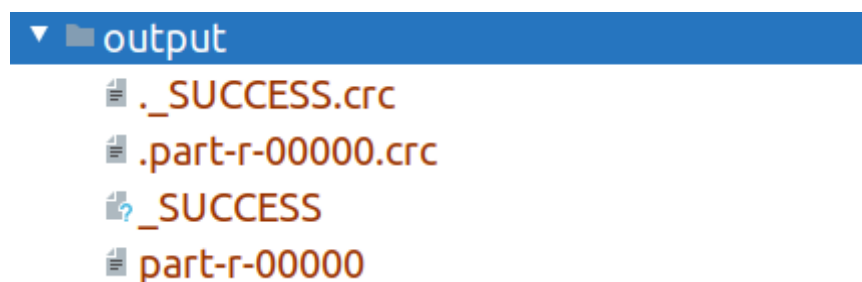 output
._SUCCESS.crc
.part-r-00000.crc
_SUCCESS
part-r-00000